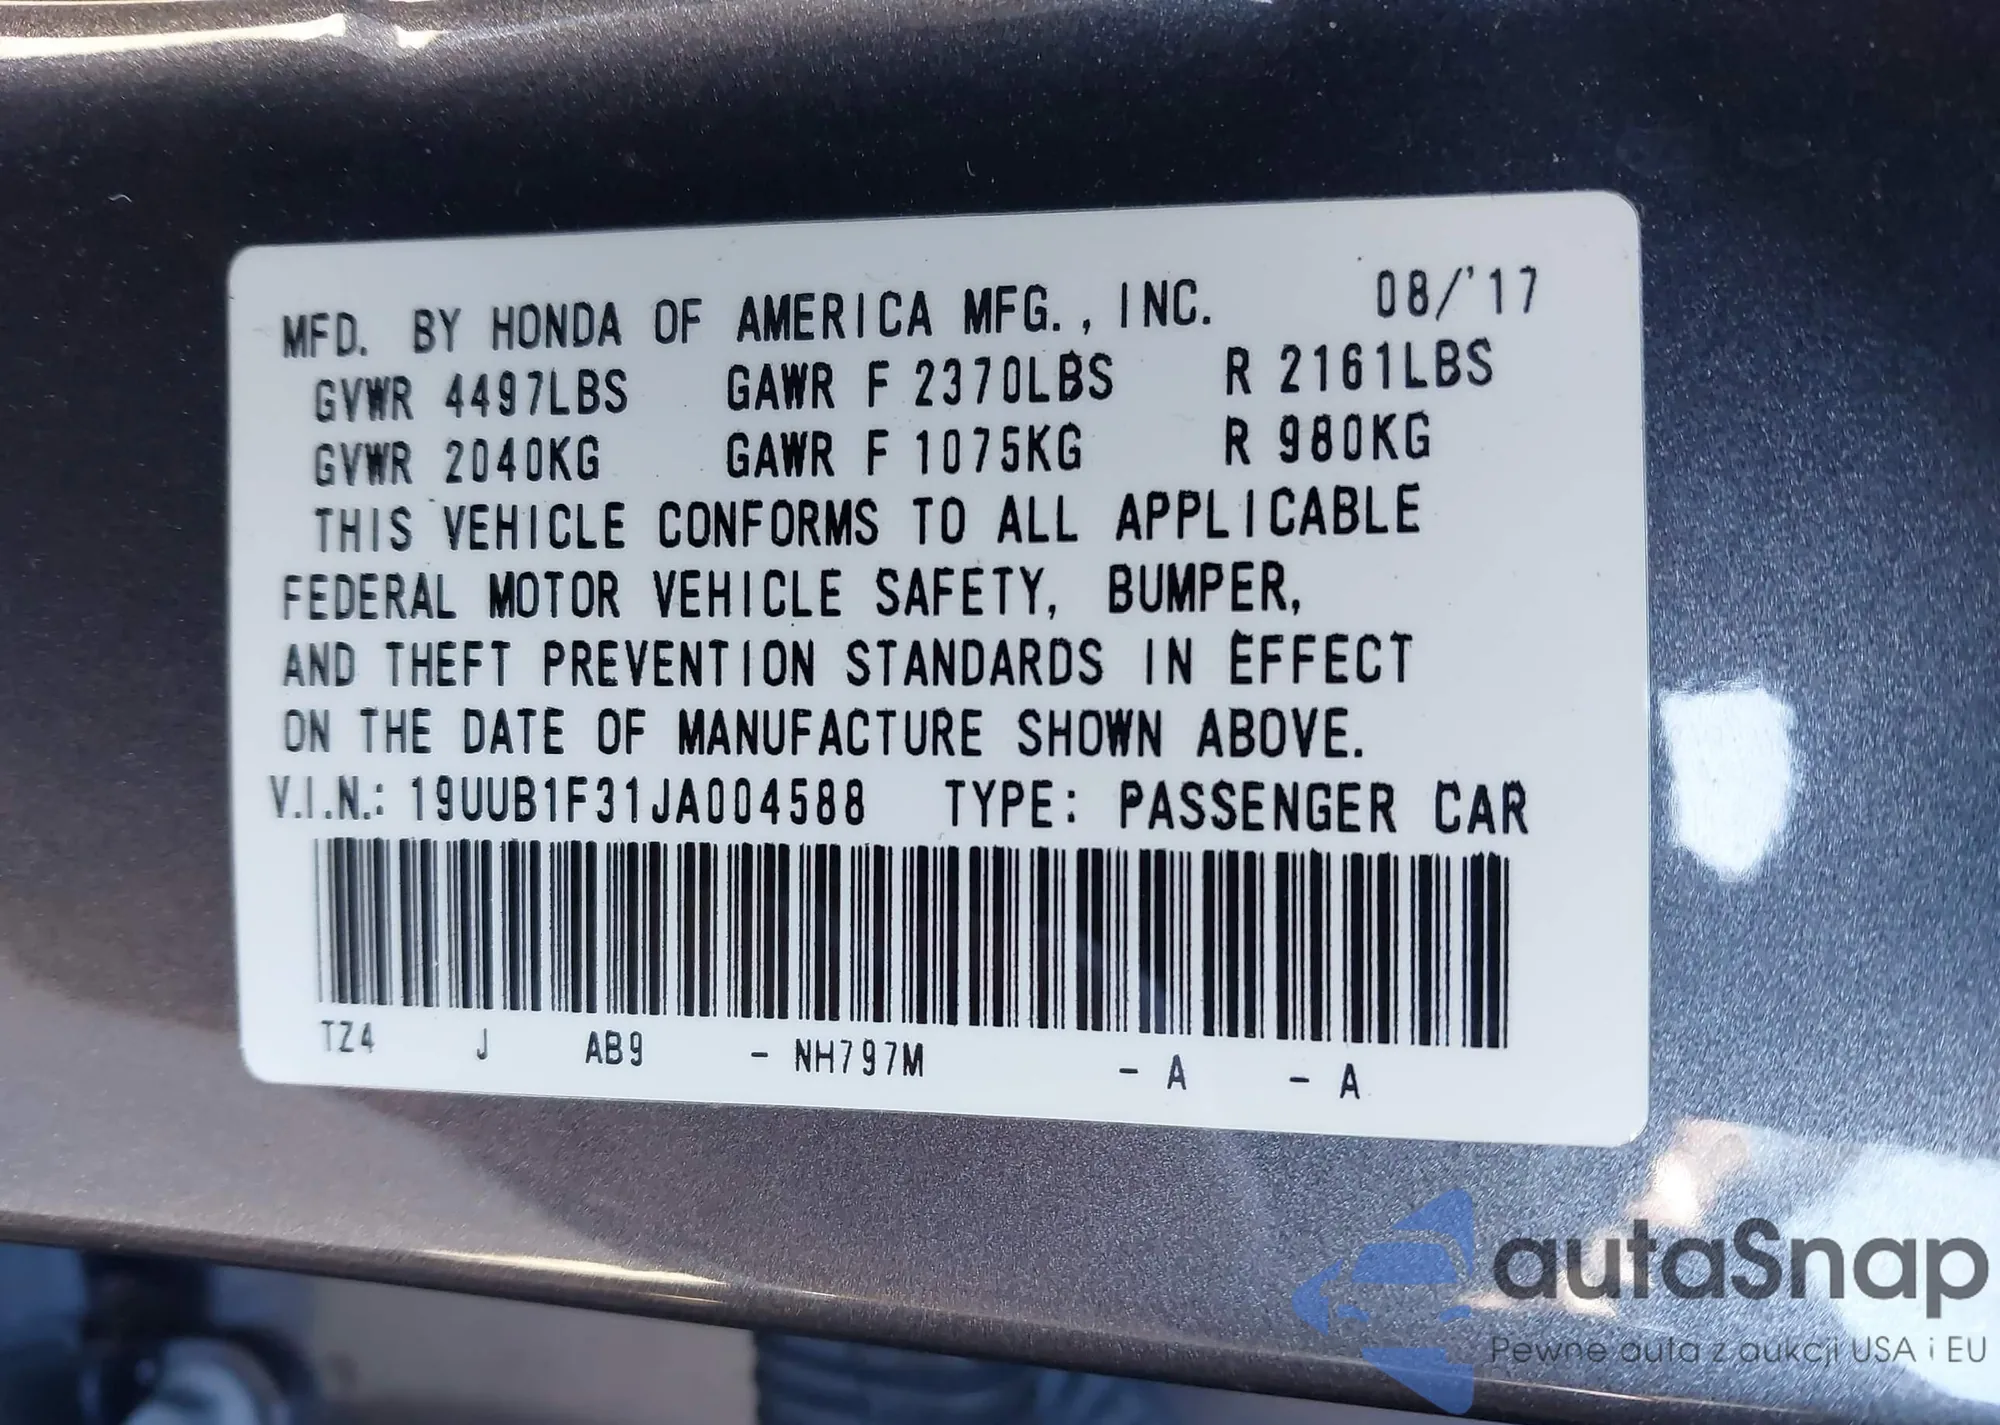 MFD. BY HONDA OF AMERICA MFG., INC. 08/'17
GVWR 4497LBS GAWR F 2370LBS R 2161LBS
GVWR 2040KG GAWR F 1075KG R 980KG
THIS VEHICLE CONFORMS TO ALL APPLICABLE
FEDERAL MOTOR VEHICLE SAFETY, BUMPER,
AND THEFT PREVENTION STANDARDS IN EFFECT
ON THE DATE OF MANUFACTURE SHOWN ABOVE.
V.I.N.: 19UUB1F31JA004588 TYPE: PASSENGER CAR
TZ4 J AB9 - NH797M - A - A
autaSnap
Pewne auta z aukcji USA i EU